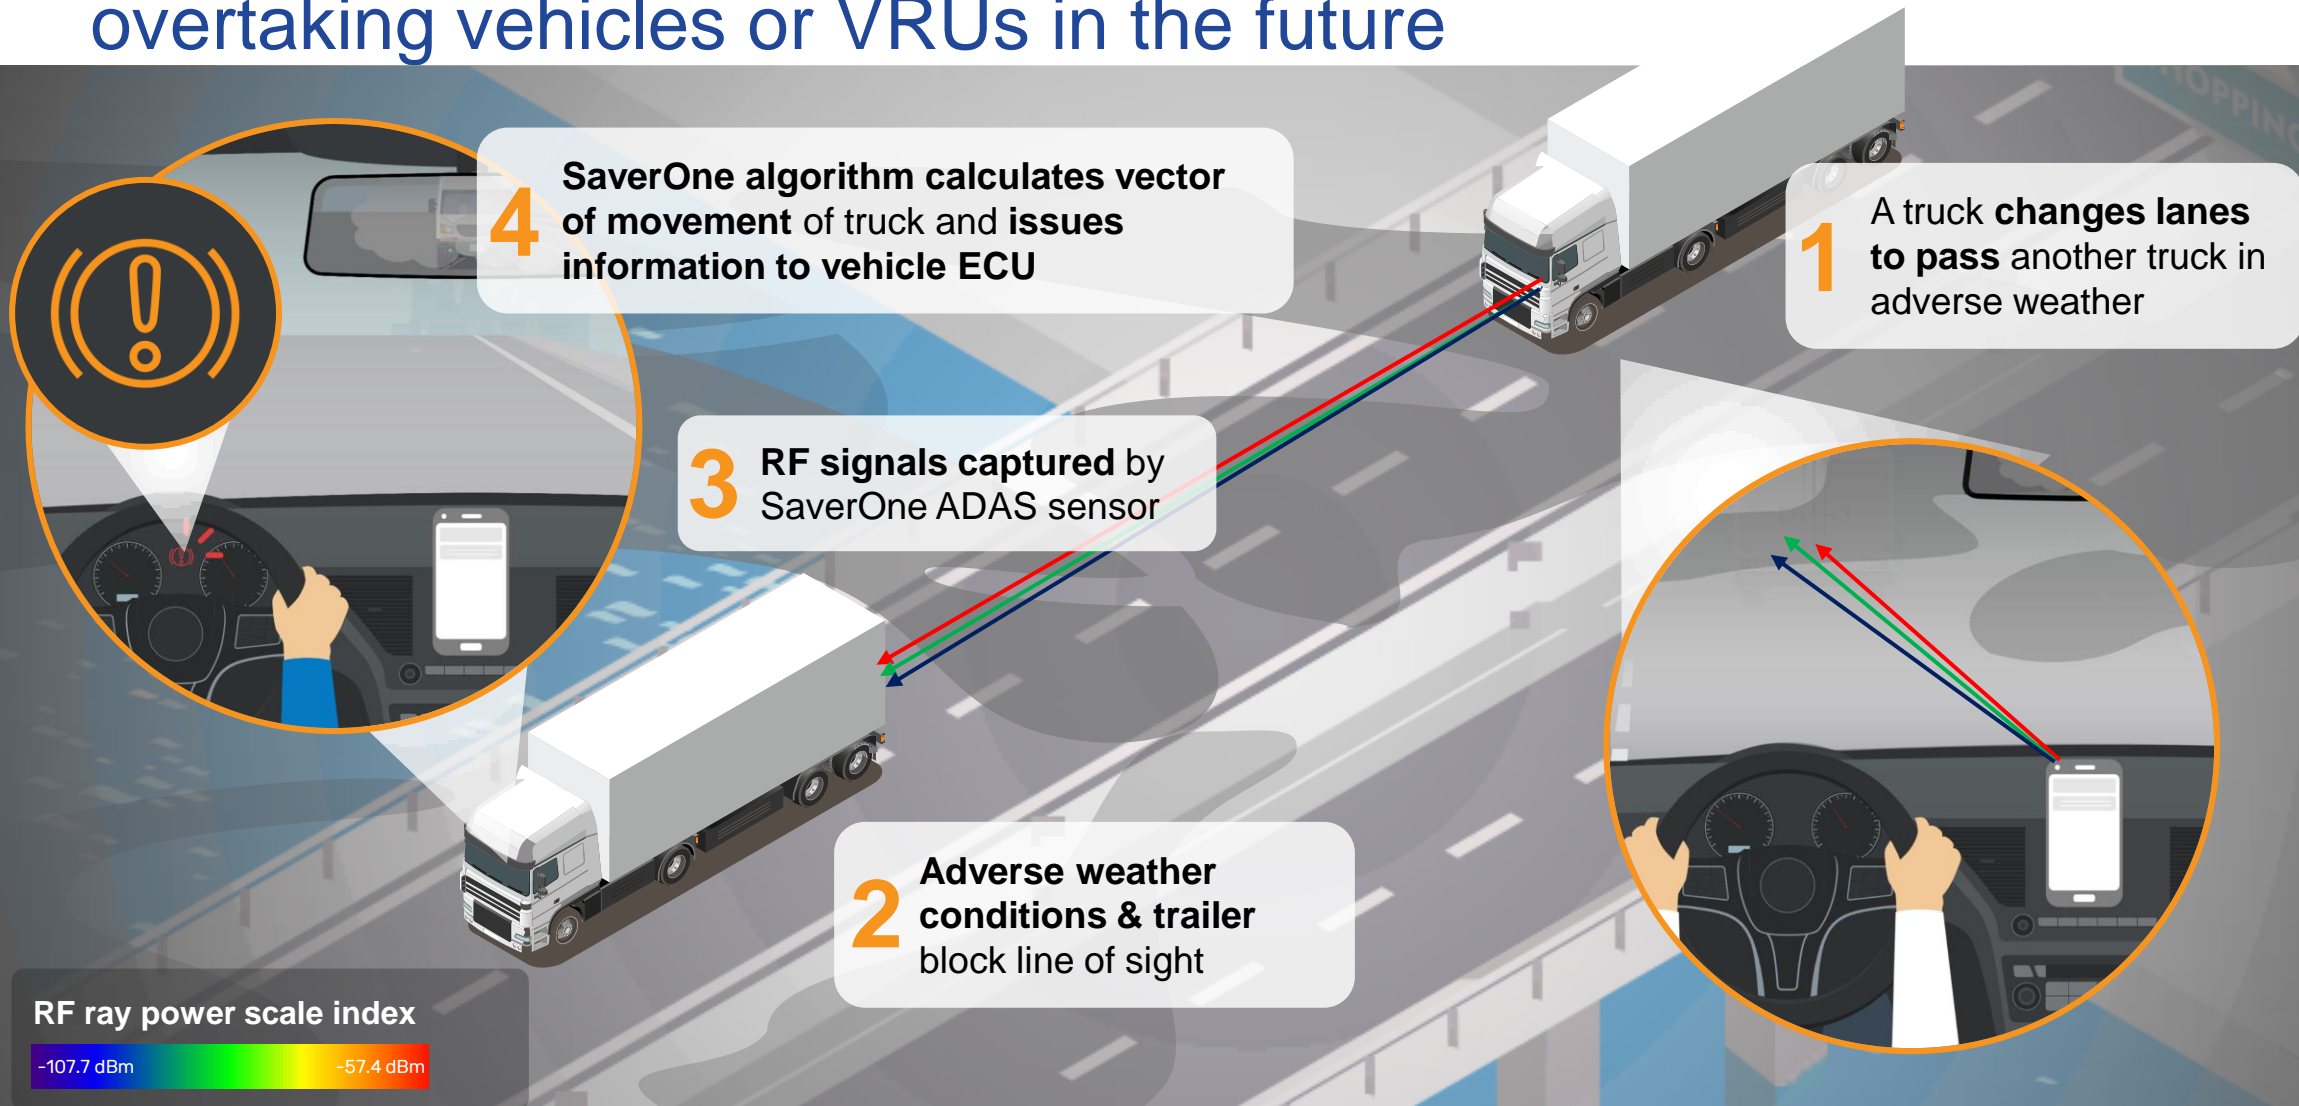 overtaking vehicles or VRUs in the future
SHOPPING
4
SaverOne algorithm calculates vector
of movement of truck and issues
information to vehicle ECU
1
A truck changes lanes
to pass another truck in
adverse weather
3
RF signals captured by
SaverOne ADAS sensor
2
Adverse weather
conditions & trailer
block line of sight
RF ray power scale index
-107.7 dBm
-57.4 dBm